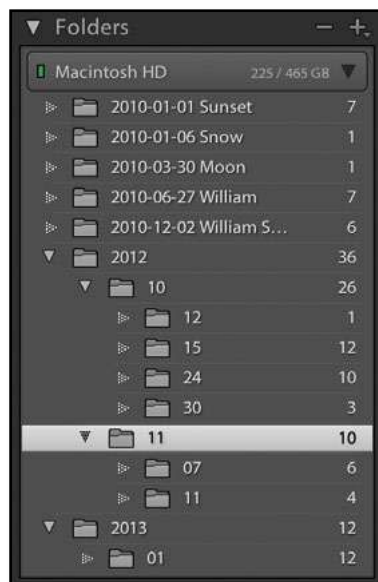 Folders
Macintosh HD 225 / 465 GB
2010-01-01 Sunset 7
2010-01-06 Snow 1
2010-03-30 Moon 1
2010-06-27 William 7
2010-12-02 William S... 6
2012 36
10 26
12 1
15 12
24 10
30 3
11 10
07 6
11 4
2013 12
01 12